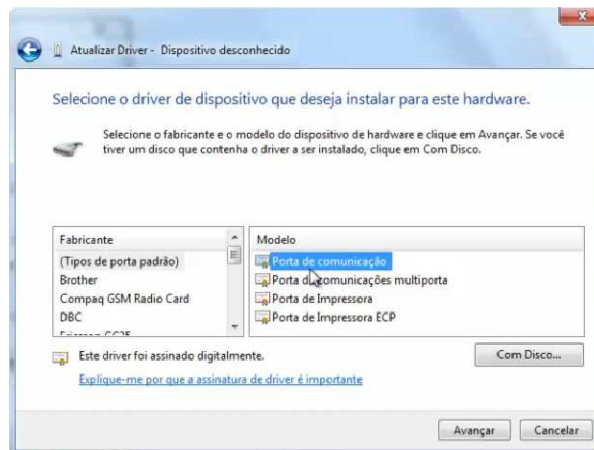 Atualizar Driver - Dispositivo desconhecido
Selecione o driver de dispositivo que deseja instalar para este hardware.
Selecione o fabricante e o modelo do dispositivo de hardware e clique em Avançar. Se você
tiver um disco que contenha o driver a ser instalado, clique em Com Disco.
Fabricante
(Tipos de porta padrão)
Brother
Compaq GSM Radio Card
DBC
Modelo
Porta de comunicação
Porta de comunicações multiporta
Porta de Impressora
Porta de Impressora ECP
Este driver foi assinado digitalmente.
Com Disco...
Explique-me por que a assinatura de driver é importante
Avançar
Cancelar